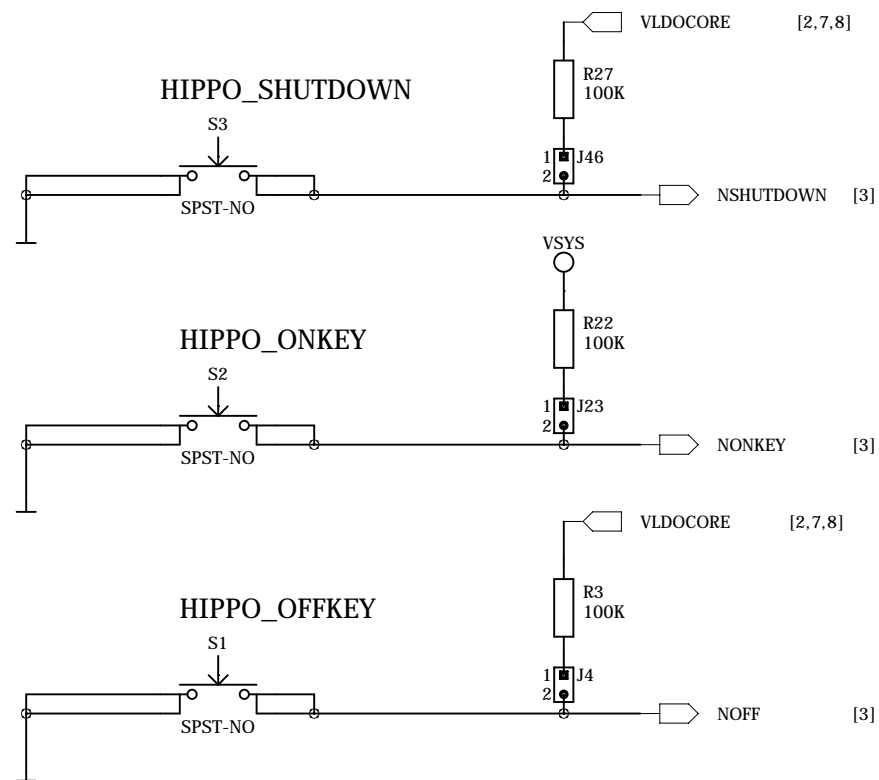 VLDOCORE [2,7,8]
R27
100K
HIPPO_SHUTDOWN
S3
1 J46
2
SPST-NO
NSHUTDOWN [3]
VSYS
R22
100K
HIPPO_ONKEY
S2
1 J23
2
SPST-NO
NONKEY [3]
VLDOCORE [2,7,8]
R3
100K
HIPPO_OFFKEY
S1
1 J4
2
SPST-NO
NOFF [3]